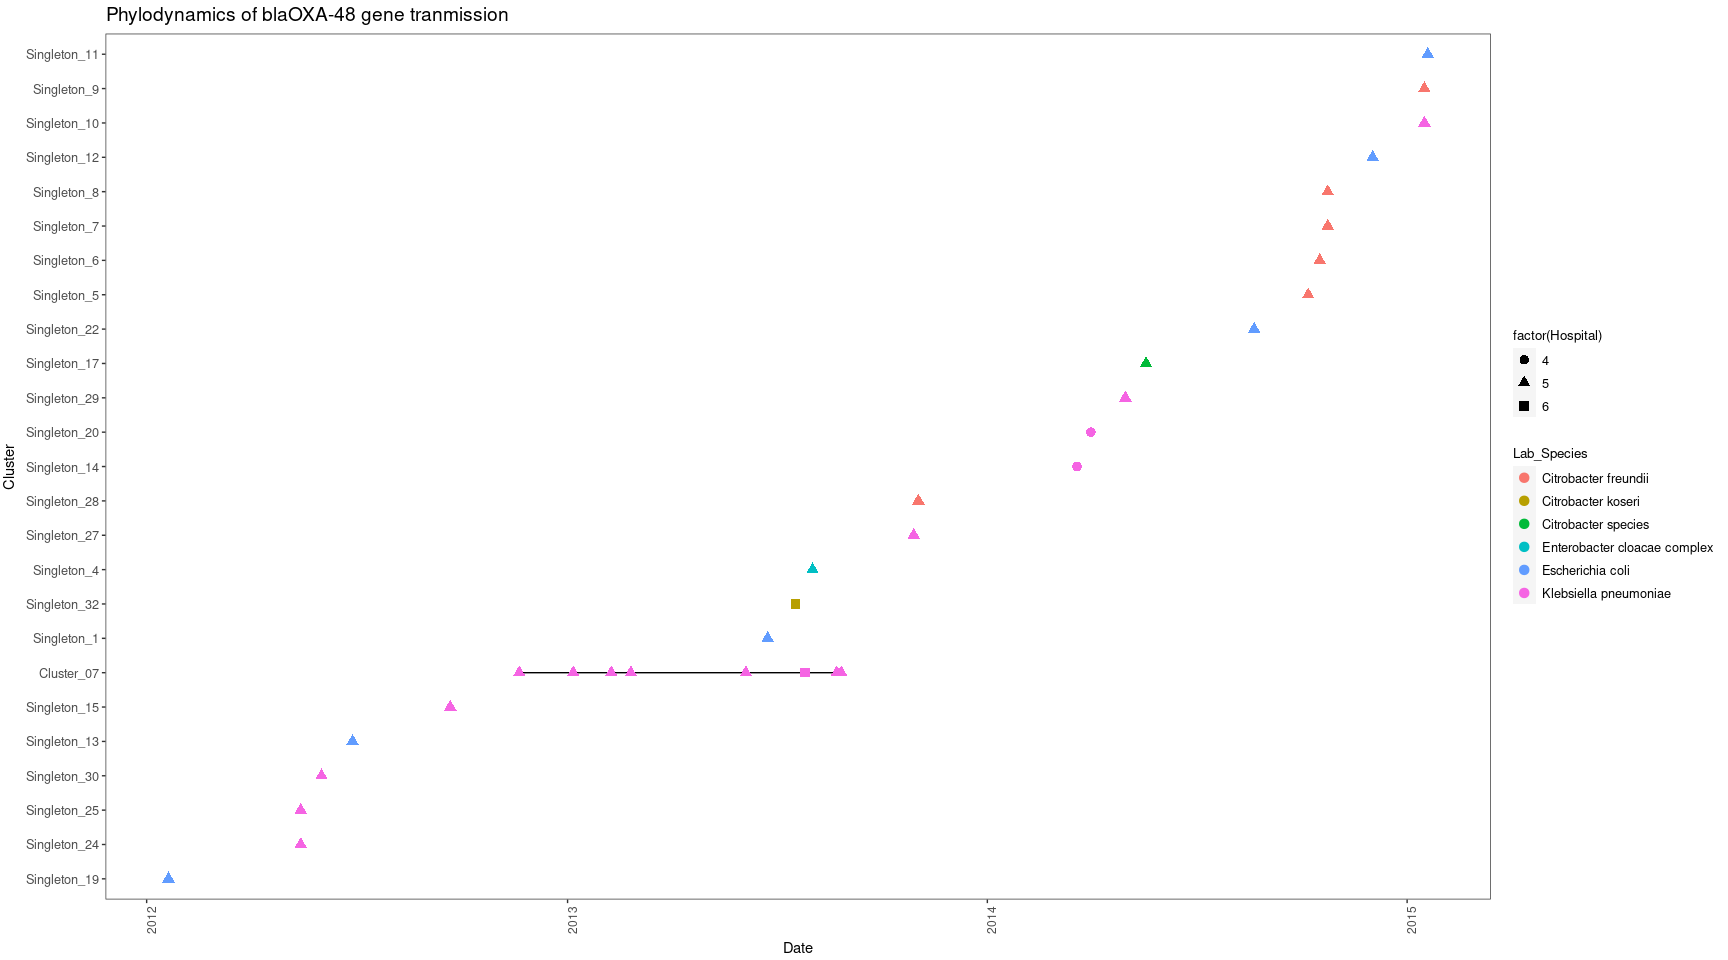 Phylodynamics of blaOXA-48 gene tranmission
Singleton_11
Singleton_9
Singleton_10
Singleton_12
Singleton_8
Singleton_7
Singleton_6
Singleton_5
Singleton_22
Singleton_17
Singleton_29
Singleton_20
Singleton_14
Singleton_28
Singleton_27
Singleton_4
Singleton_32
Singleton_1
Cluster_07
Singleton_15
Singleton_13
Singleton_30
Singleton_25
Singleton_24
Singleton_19
Cluster
2012
2013
2014
2015
Date
factor(Hospital)
4
5
6
Lab_Species
Citrobacter freundii
Citrobacter koseri
Citrobacter species
Enterobacter cloacae complex
Escherichia coli
Klebsiella pneumoniae